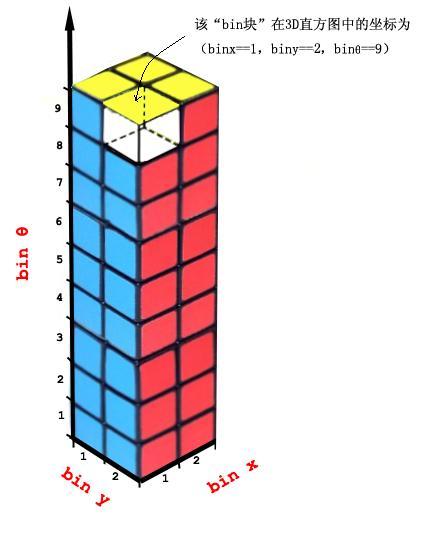 该“bin块”在3D直方图中的坐标为
（binx==1，biny==2，binθ==9）
9
8
7
6
5
4
3
2
1
bin θ
1
2
bin y
1
2
bin x